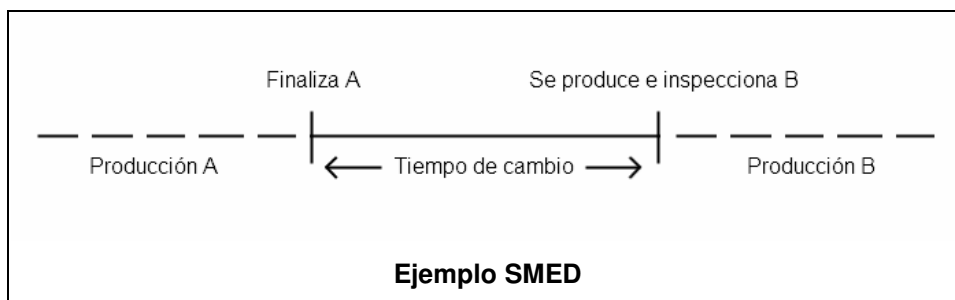 Finaliza A
Se produce e inspecciona B
Producción A
Tiempo de cambio
Producción B
Ejemplo SMED